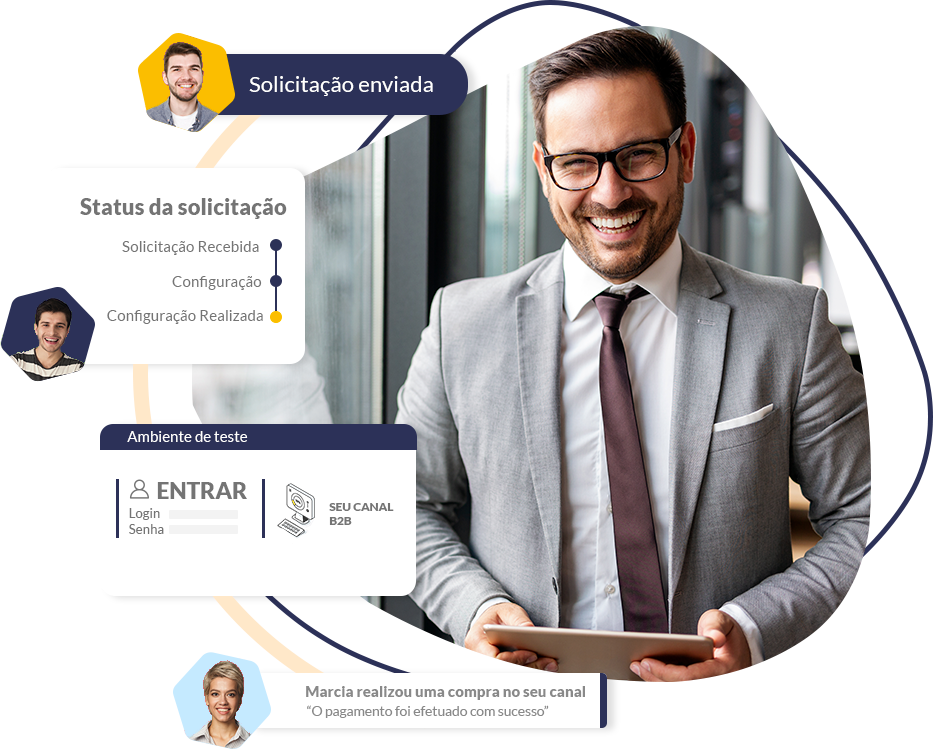 Solicitação enviada
Status da solicitação
Solicitação Recebida
Configuração
Configuração Realizada
Ambiente de teste
ENTRAR
Login
Senha
SEU CANAL
B2B
Marcia realizou uma compra no seu canal
“O pagamento foi efetuado com sucesso”